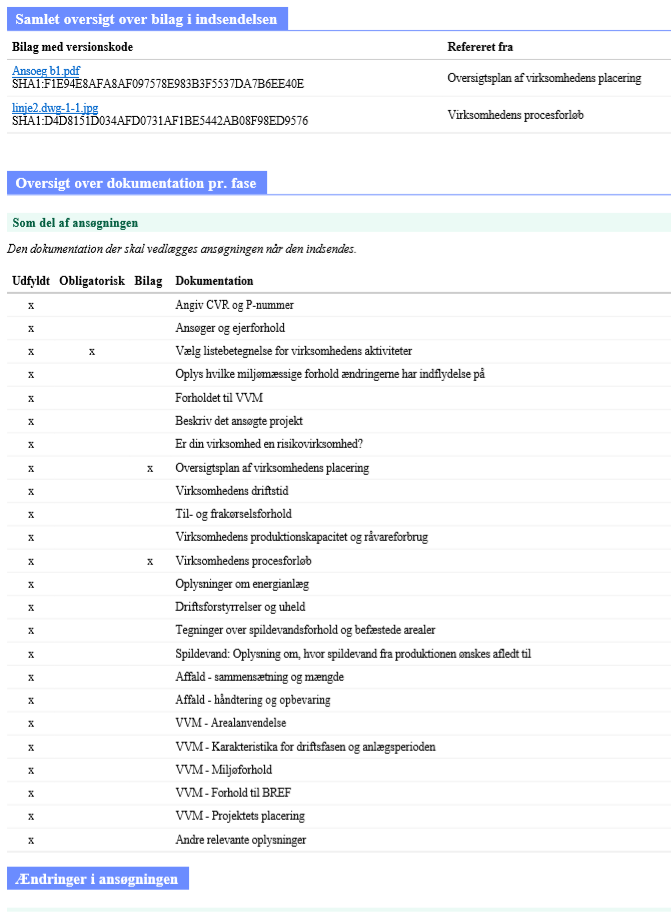 Samlet oversigt over bilag i indsendelsen
Bilag med versionskode Refereret fra
Ansoeg b1.pdf
SHA1:F1E94E8AFA8AF097578E983B3F5537DA7B6EE40E Oversigtsplan af virksomhedens placering
linje2.dwg-1-1.jpg
SHA1:D4D8151D034AFD0731AF1BE5442AB08F98ED9576 Virksomhedens procesforløb
Oversigt over dokumentation pr. fase
Som del af ansøgningen
Den dokumentation der skal vedlægges ansøgningen når den indsendes.
Udfyldt Obligatorisk Bilag Dokumentation
x Angiv CVR og P-nummer
x Ansøger og ejerforhold
x x Vælg listebetegnelse for virksomhedens aktiviteter
x Oplys hvilke miljømæssige forhold ændringerne har indflydelse på
x Forholdet til VVM
x Beskriv det ansøgte projekt
x Er din virksomhed en risikovirksomhed?
x x Oversigtsplan af virksomhedens placering
x Virksomhedens driftstid
x Til- og frakørselsforhold
x Virksomhedens produktionskapacitet og råvareforbrug
x x Virksomhedens procesforløb
x Oplysninger om energianlæg
x Driftsforstyrrelser og uheld
x Tegninger over spildevandsforhold og befæstede arealer
x Spildevand: Oplysning om, hvor spildevand fra produktionen ønskes afledt til
x Affald - sammensætning og mængde
x Affald - håndtering og opbevaring
x VVM - Arealanvendelse
x VVM - Karakteristika for driftsfasen og anlægsperioden
x VVM - Miljøforhold
x VVM - Forhold til BREF
x VVM - Projektets placering
x Andre relevante oplysninger
Ændringer i ansøgningen